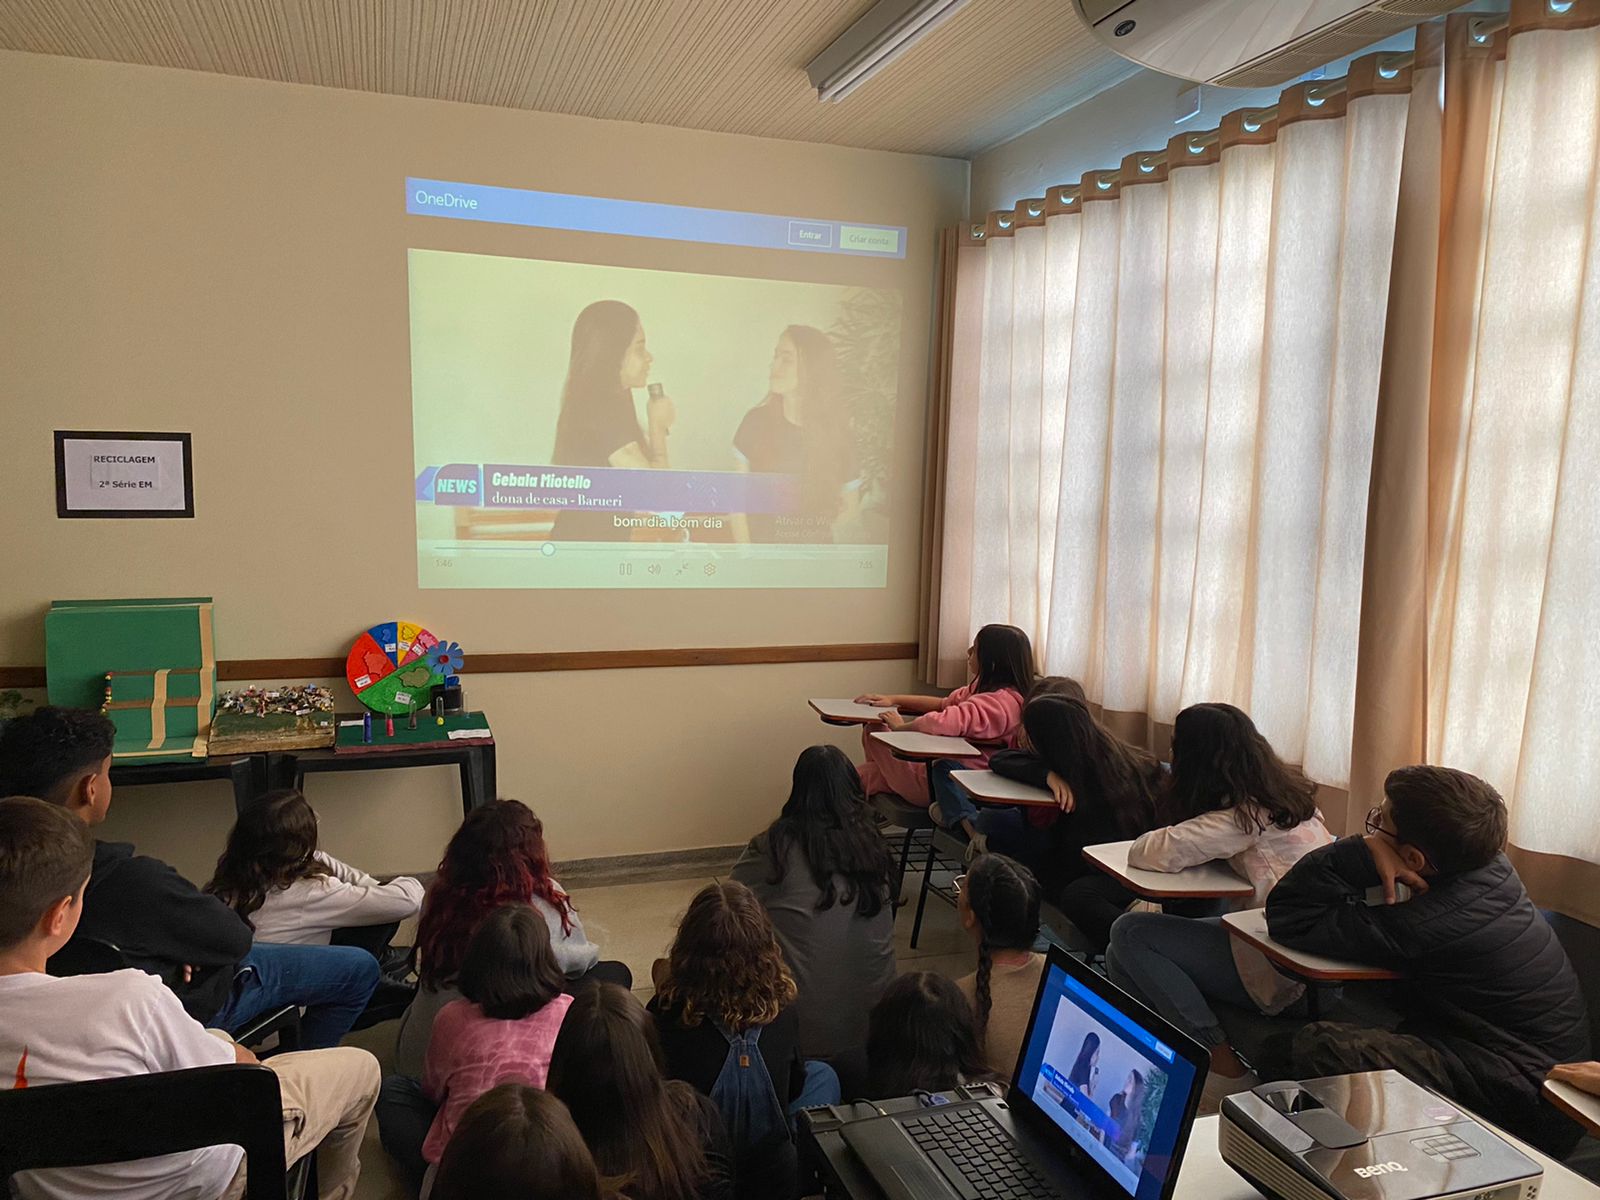 OneDrive
Entrar
Criar conta
NEWS
Gebala Miotello
dona de casa - Barueri
bom dia bom dia
Ativar o
1:46
7:15
RECICLAGEM
2ª Série EM
BenQ